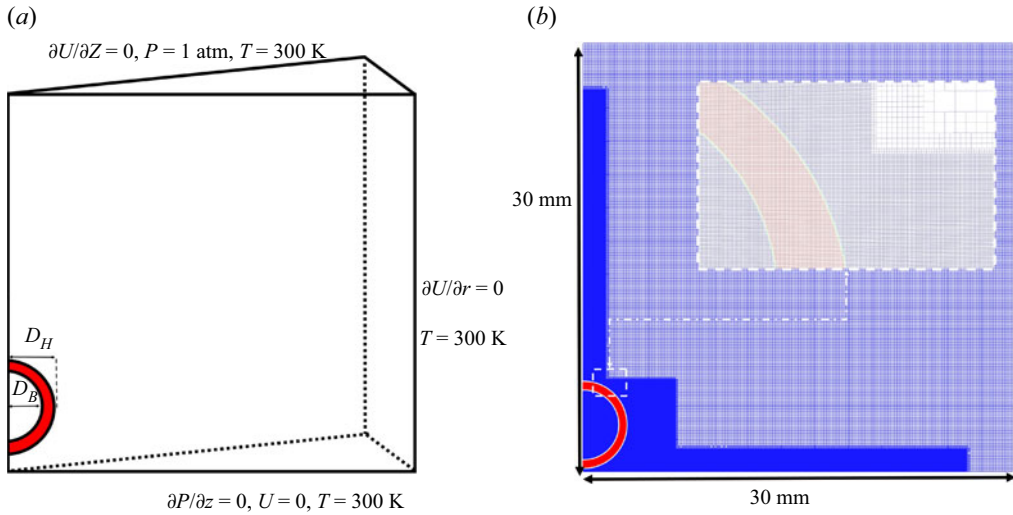 (a)
∂U/∂Z = 0, P = 1 atm, T = 300 K
∂U/∂r = 0
T = 300 K
D_H
D_B
∂P/∂z = 0, U = 0, T = 300 K
(b)
30 mm
30 mm